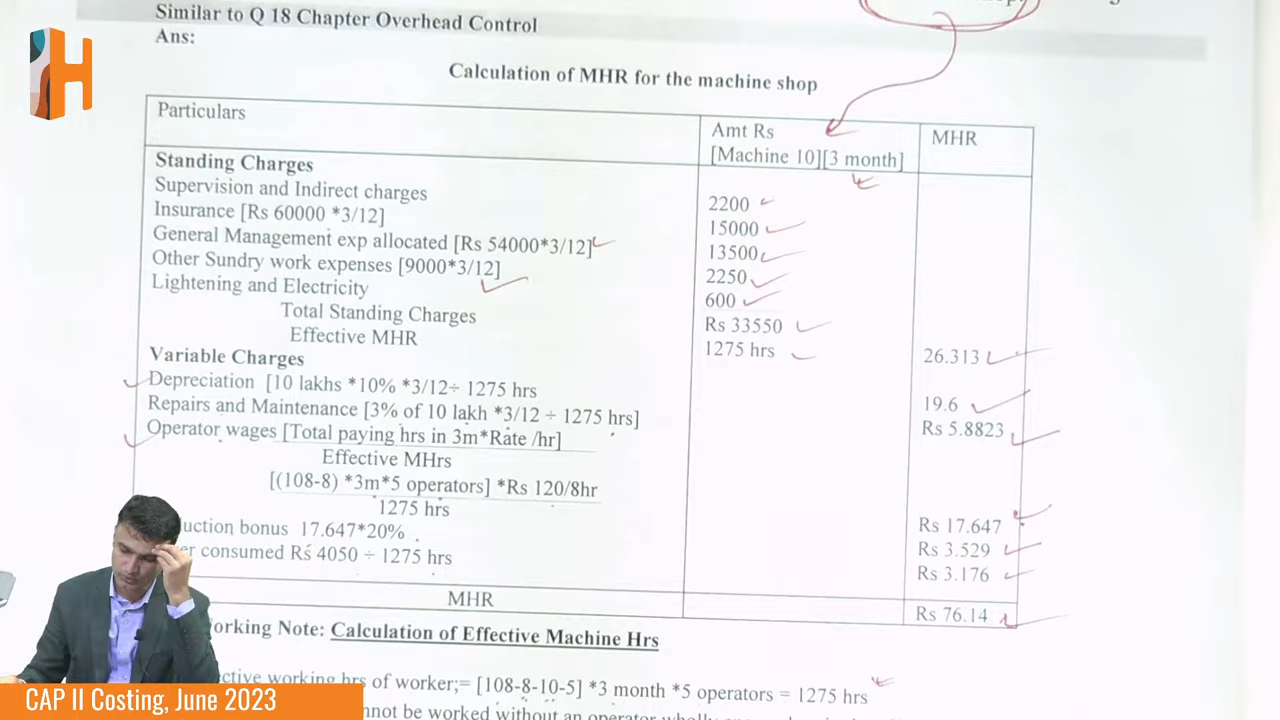 Similar to Q 18 Chapter Overhead Control
Ans:
Calculation of MHR for the machine shop
Particulars
Amt Rs
[Machine 10][3 month]
MHR
Standing Charges
Supervision and Indirect charges 2200
Insurance [Rs 60000 *3/12] 15000
General Management exp allocated [Rs 54000*3/12] 13500
Other Sundry work expenses [9000*3/12] 2250
Lightening and Electricity 600
Total Standing Charges Rs 33550
Effective MHR 1275 hrs 26.313
Variable Charges
Depreciation [10 lakhs *10% *3/12÷ 1275 hrs 19.6
Repairs and Maintenance [3% of 10 lakh *3/12 ÷ 1275 hrs] Rs 5.8823
Operator wages [Total paying hrs in 3m*Rate /hr]
Effective MHrs
[(108-8) *3m*5 operators] *Rs 120/8hr
1275 hrs Rs 17.647
uction bonus 17.647*20% Rs 3.529
er consumed Rs 4050 ÷ 1275 hrs Rs 3.176
MHR Rs 76.14
orking Note: Calculation of Effective Machine Hrs
ctive working hrs of worker;= [108-8-10-5] *3 month *5 operators = 1275 hrs
nnot be worked without an operator wholly
H
CAP II Costing, June 2023